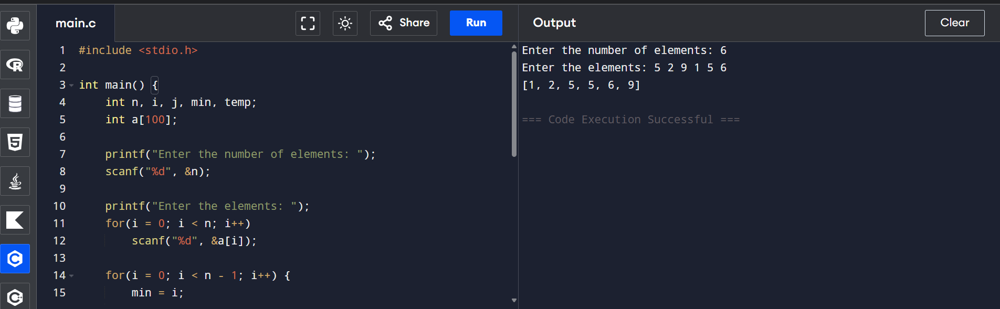 main.c
Share
Run
Output
Clear
1 #include <stdio.h>
2
3 int main() {
4     int n, i, j, min, temp;
5     int a[100];
6
7     printf("Enter the number of elements: ");
8     scanf("%d", &n);
9
10     printf("Enter the elements: ");
11     for(i = 0; i < n; i++)
12         scanf("%d", &a[i]);
13
14     for(i = 0; i < n - 1; i++) {
15         min = i;
Enter the number of elements: 6
Enter the elements: 5 2 9 1 5 6
[1, 2, 5, 5, 6, 9]
=== Code Execution Successful ===